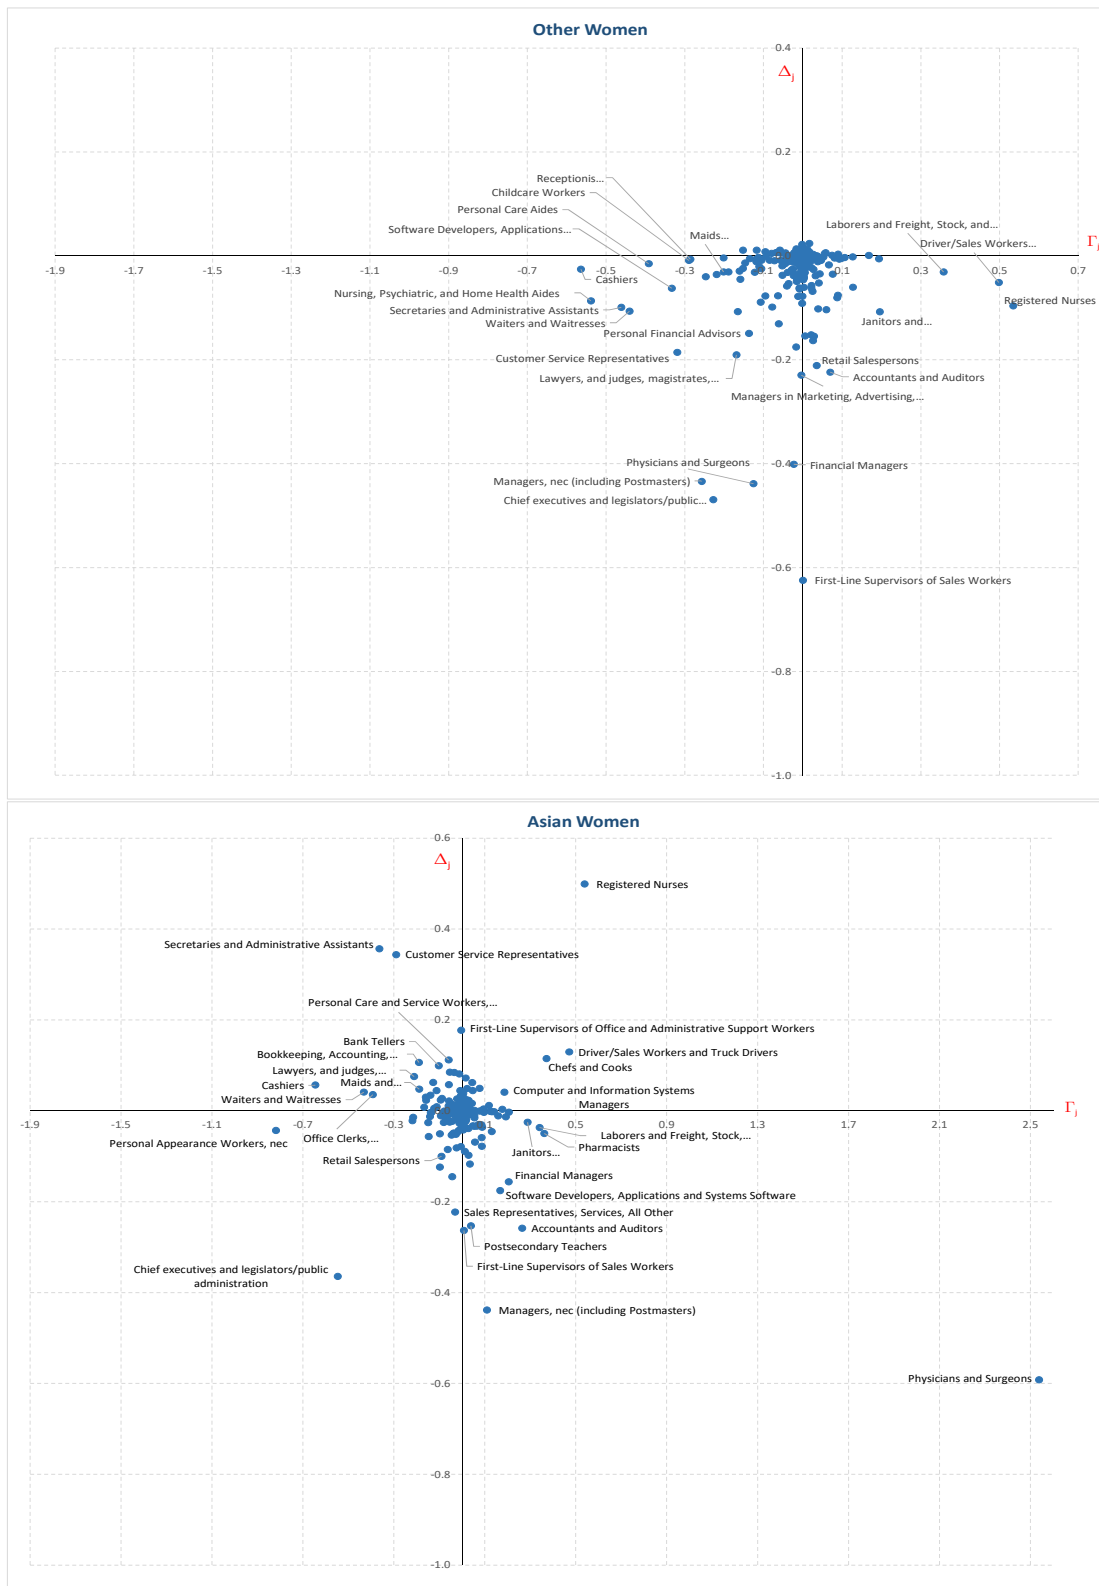 Other Women
0.4
Δj
0.2
Receptionis...
Childcare Workers
Personal Care Aides
Software Developers, Applications...
Maids...
Laborers and Freight, Stock, and...
Driver/Sales Workers...
Γj
0.0
-1.9 -1.7 -1.5 -1.3 -1.1 -0.9 -0.7 -0.5 -0.3 -0.1 0.1 0.3 0.5 0.7
Cashiers
Nursing, Psychiatric, and Home Health Aides
Registered Nurses
Secretaries and Administrative Assistants
Waiters and Waitresses
Janitors and...
Personal Financial Advisors
Customer Service Representatives
-0.2
Retail Salespersons
Lawyers, and judges, magistrates,...
Accountants and Auditors
Managers in Marketing, Advertising,...
Physicians and Surgeons
-0.4
Financial Managers
Managers, nec (including Postmasters)
Chief executives and legislators/public...
-0.6
First-Line Supervisors of Sales Workers
-0.8
-1.0
Asian Women
0.6
Δj
Registered Nurses
0.4
Secretaries and Administrative Assistants
Customer Service Representatives
Personal Care and Service Workers,...
0.2
First-Line Supervisors of Office and Administrative Support Workers
Bank Tellers
Bookkeeping, Accounting,...
Driver/Sales Workers and Truck Drivers
Chefs and Cooks
Lawyers, and judges,...
Cashiers
Maids and...
Computer and Information Systems
Managers
Waiters and Waitresses
0.0
Γj
-1.9 -1.5 -1.1 -0.7 -0.3 0.1 0.5 0.9 1.3 1.7 2.1 2.5
Personal Appearance Workers, nec
Office Clerks,...
Laborers and Freight, Stock,...
Pharmacists
Janitors...
Retail Salespersons
Financial Managers
-0.2
Software Developers, Applications and Systems Software
Sales Representatives, Services, All Other
Accountants and Auditors
Postsecondary Teachers
First-Line Supervisors of Sales Workers
Chief executives and legislators/public
administration
-0.4
Managers, nec (including Postmasters)
Physicians and Surgeons
-0.6
-0.8
-1.0